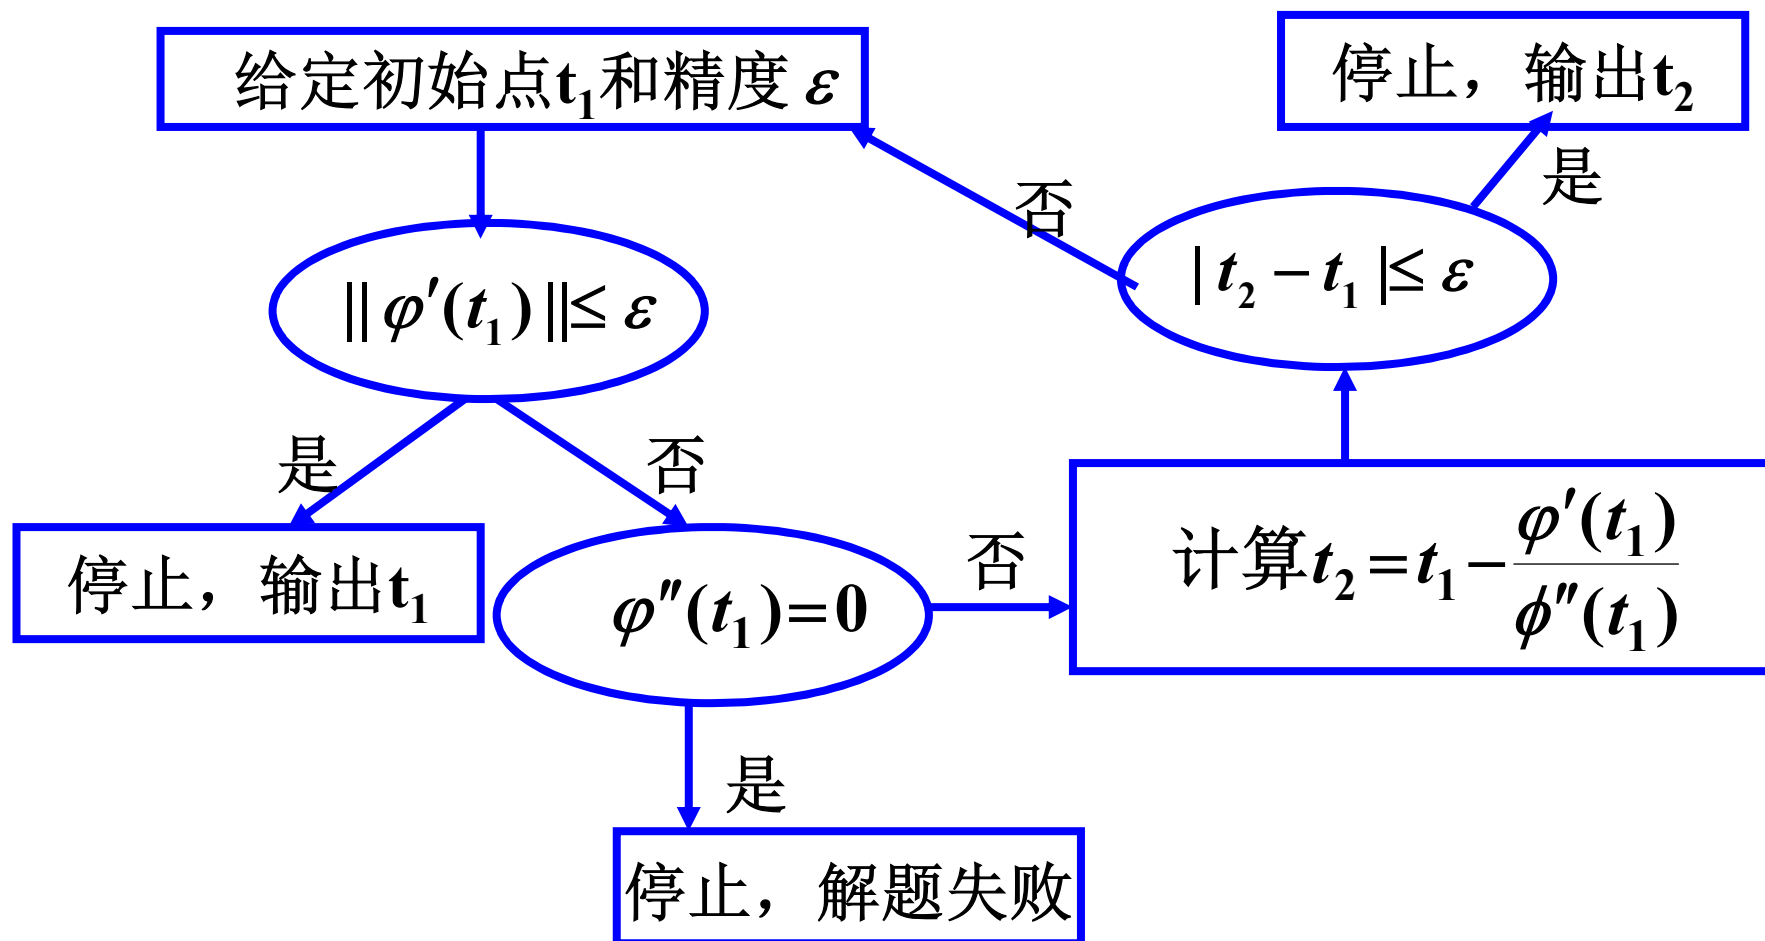 给定初始点t₁和精度 ε
停止，输出t₂
是
否
|| φ′(t₁) ||≤ ε
| t₂ − t₁ |≤ ε
是
否
停止，输出t₁
φ″(t₁)=0
否
计算t₂ = t₁ − φ′(t₁)/ϕ″(t₁)
是
停止，解题失败